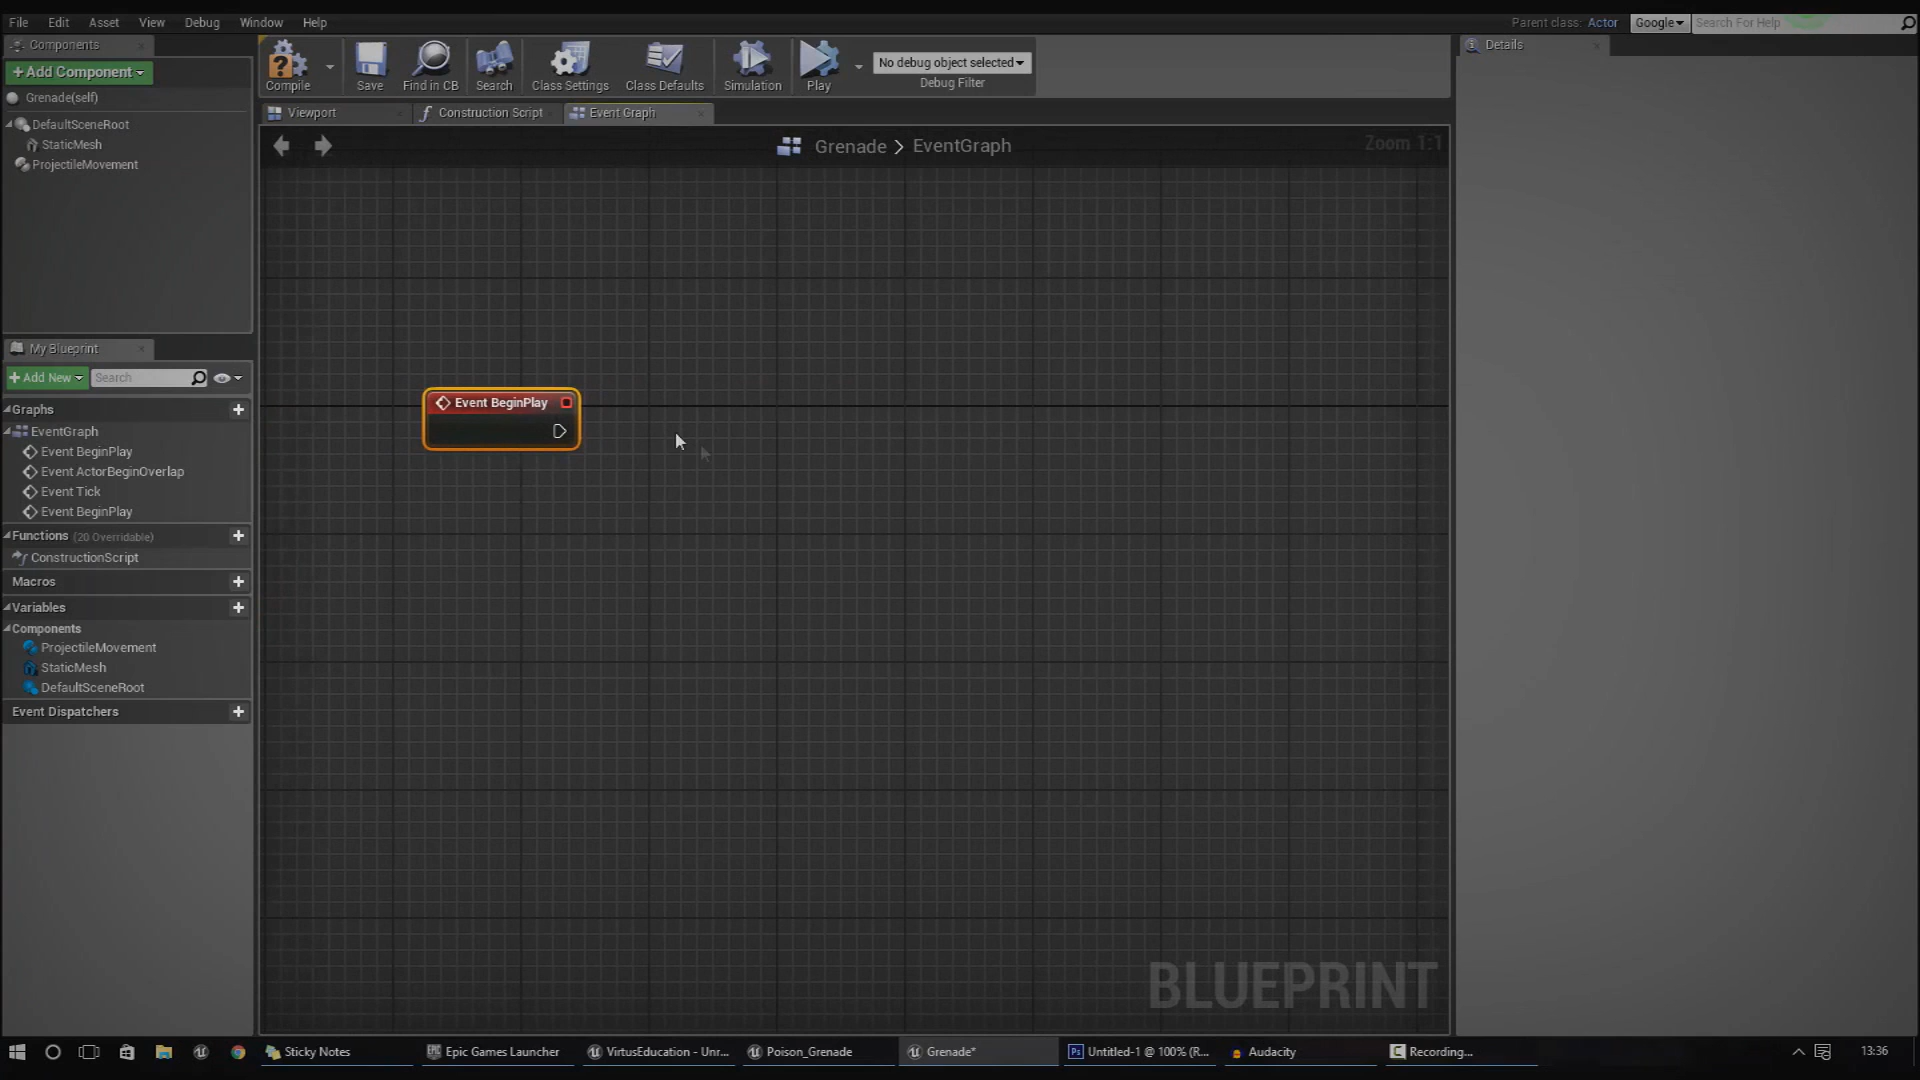 File Edit Asset View Debug Window Help
Parent class: Actor Google Search For Help
Components
Details
+ Add Component
Compile Save Find in CB Search Class Settings Class Defaults Simulation Play
No debug object selected
Debug Filter
Grenade(self)
Viewport Construction Script Event Graph
DefaultSceneRoot
StaticMesh
ProjectileMovement
Grenade > EventGraph
Zoom 1:1
My Blueprint
+ Add New Search
Graphs
EventGraph
Event BeginPlay
Event ActorBeginOverlap
Event Tick
Event BeginPlay
Functions (20 Overridable)
ConstructionScript
Macros
Variables
Components
ProjectileMovement
StaticMesh
DefaultSceneRoot
Event Dispatchers
Event BeginPlay
BLUEPRINT
Sticky Notes
Epic Games Launcher
VirtusEducation - Unr...
Poison_Grenade
Grenade*
Ps Untitled-1 @ 100% (R...
Audacity
C Recording...
13:36